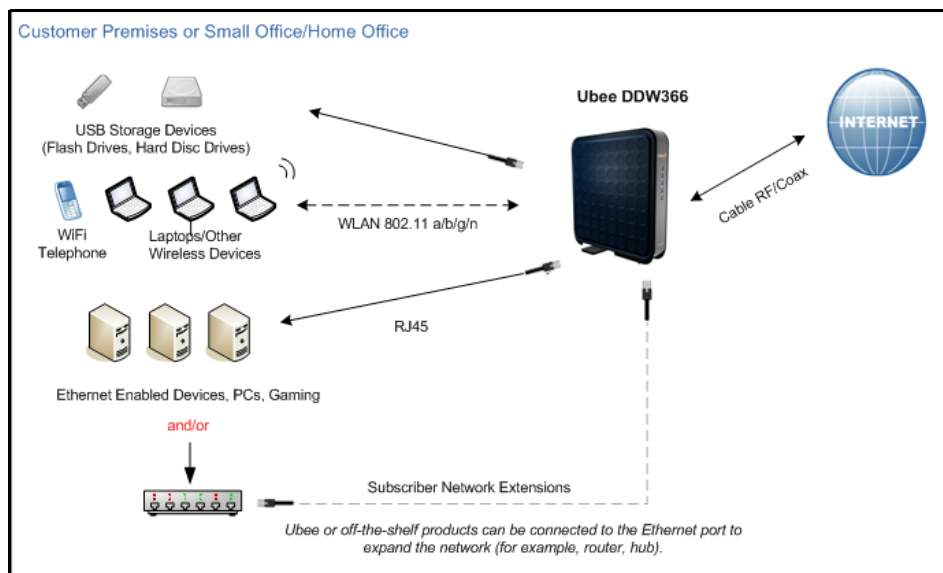 Customer Premises or Small Office/Home Office
Ubee DDW366
INTERNET
USB Storage Devices
(Flash Drives, Hard Disc Drives)
Cable RF/Coax
WLAN 802.11 a/b/g/n
WiFi
Telephone
Laptops/Other
Wireless Devices
RJ45
Ethernet Enabled Devices, PCs, Gaming
and/or
Subscriber Network Extensions
Ubee or off-the-shelf products can be connected to the Ethernet port to
expand the network (for example, router, hub).